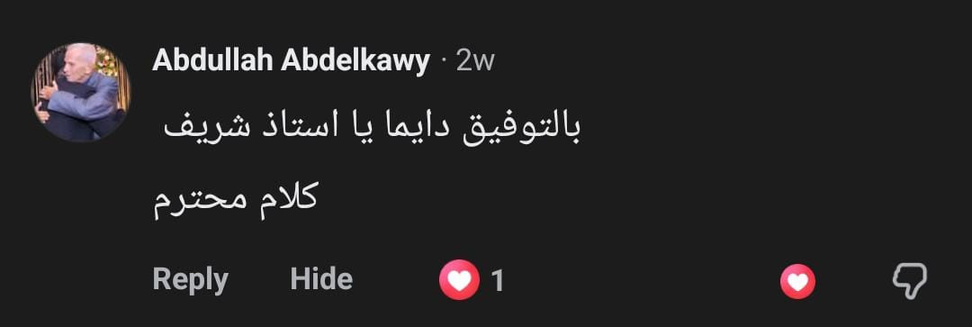 Abdullah Abdelkawy · 2w
بالتوفيق دايما يا استاذ شريف
كلام محترم
Reply Hide 1